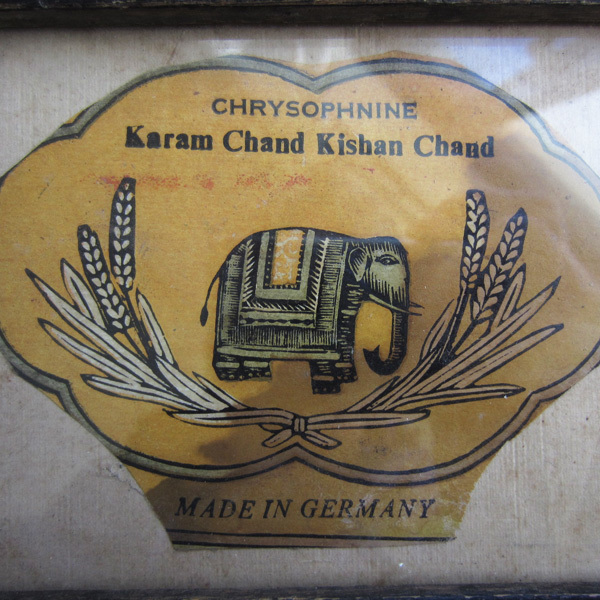 CHRYSOPHNINE
Karam Chand Kishan Chand
MADE IN GERMANY